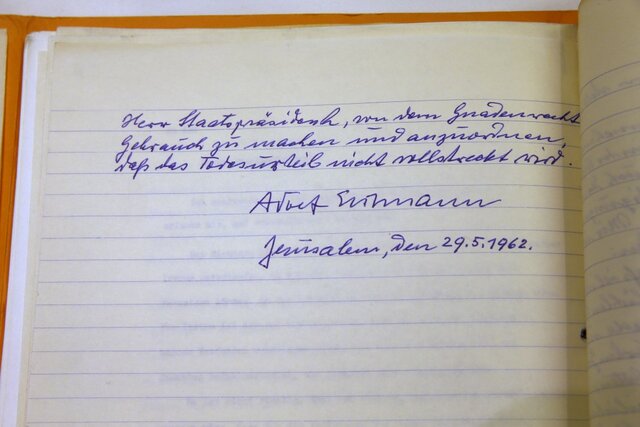 Herr Staatspräsident, von dem Gnadenrecht
Gebrauch zu machen und anzuordnen,
daß das Todesurteil nicht vollstreckt wird.
Adolf Eichmann
Jerusalem, den 29.5.1962.